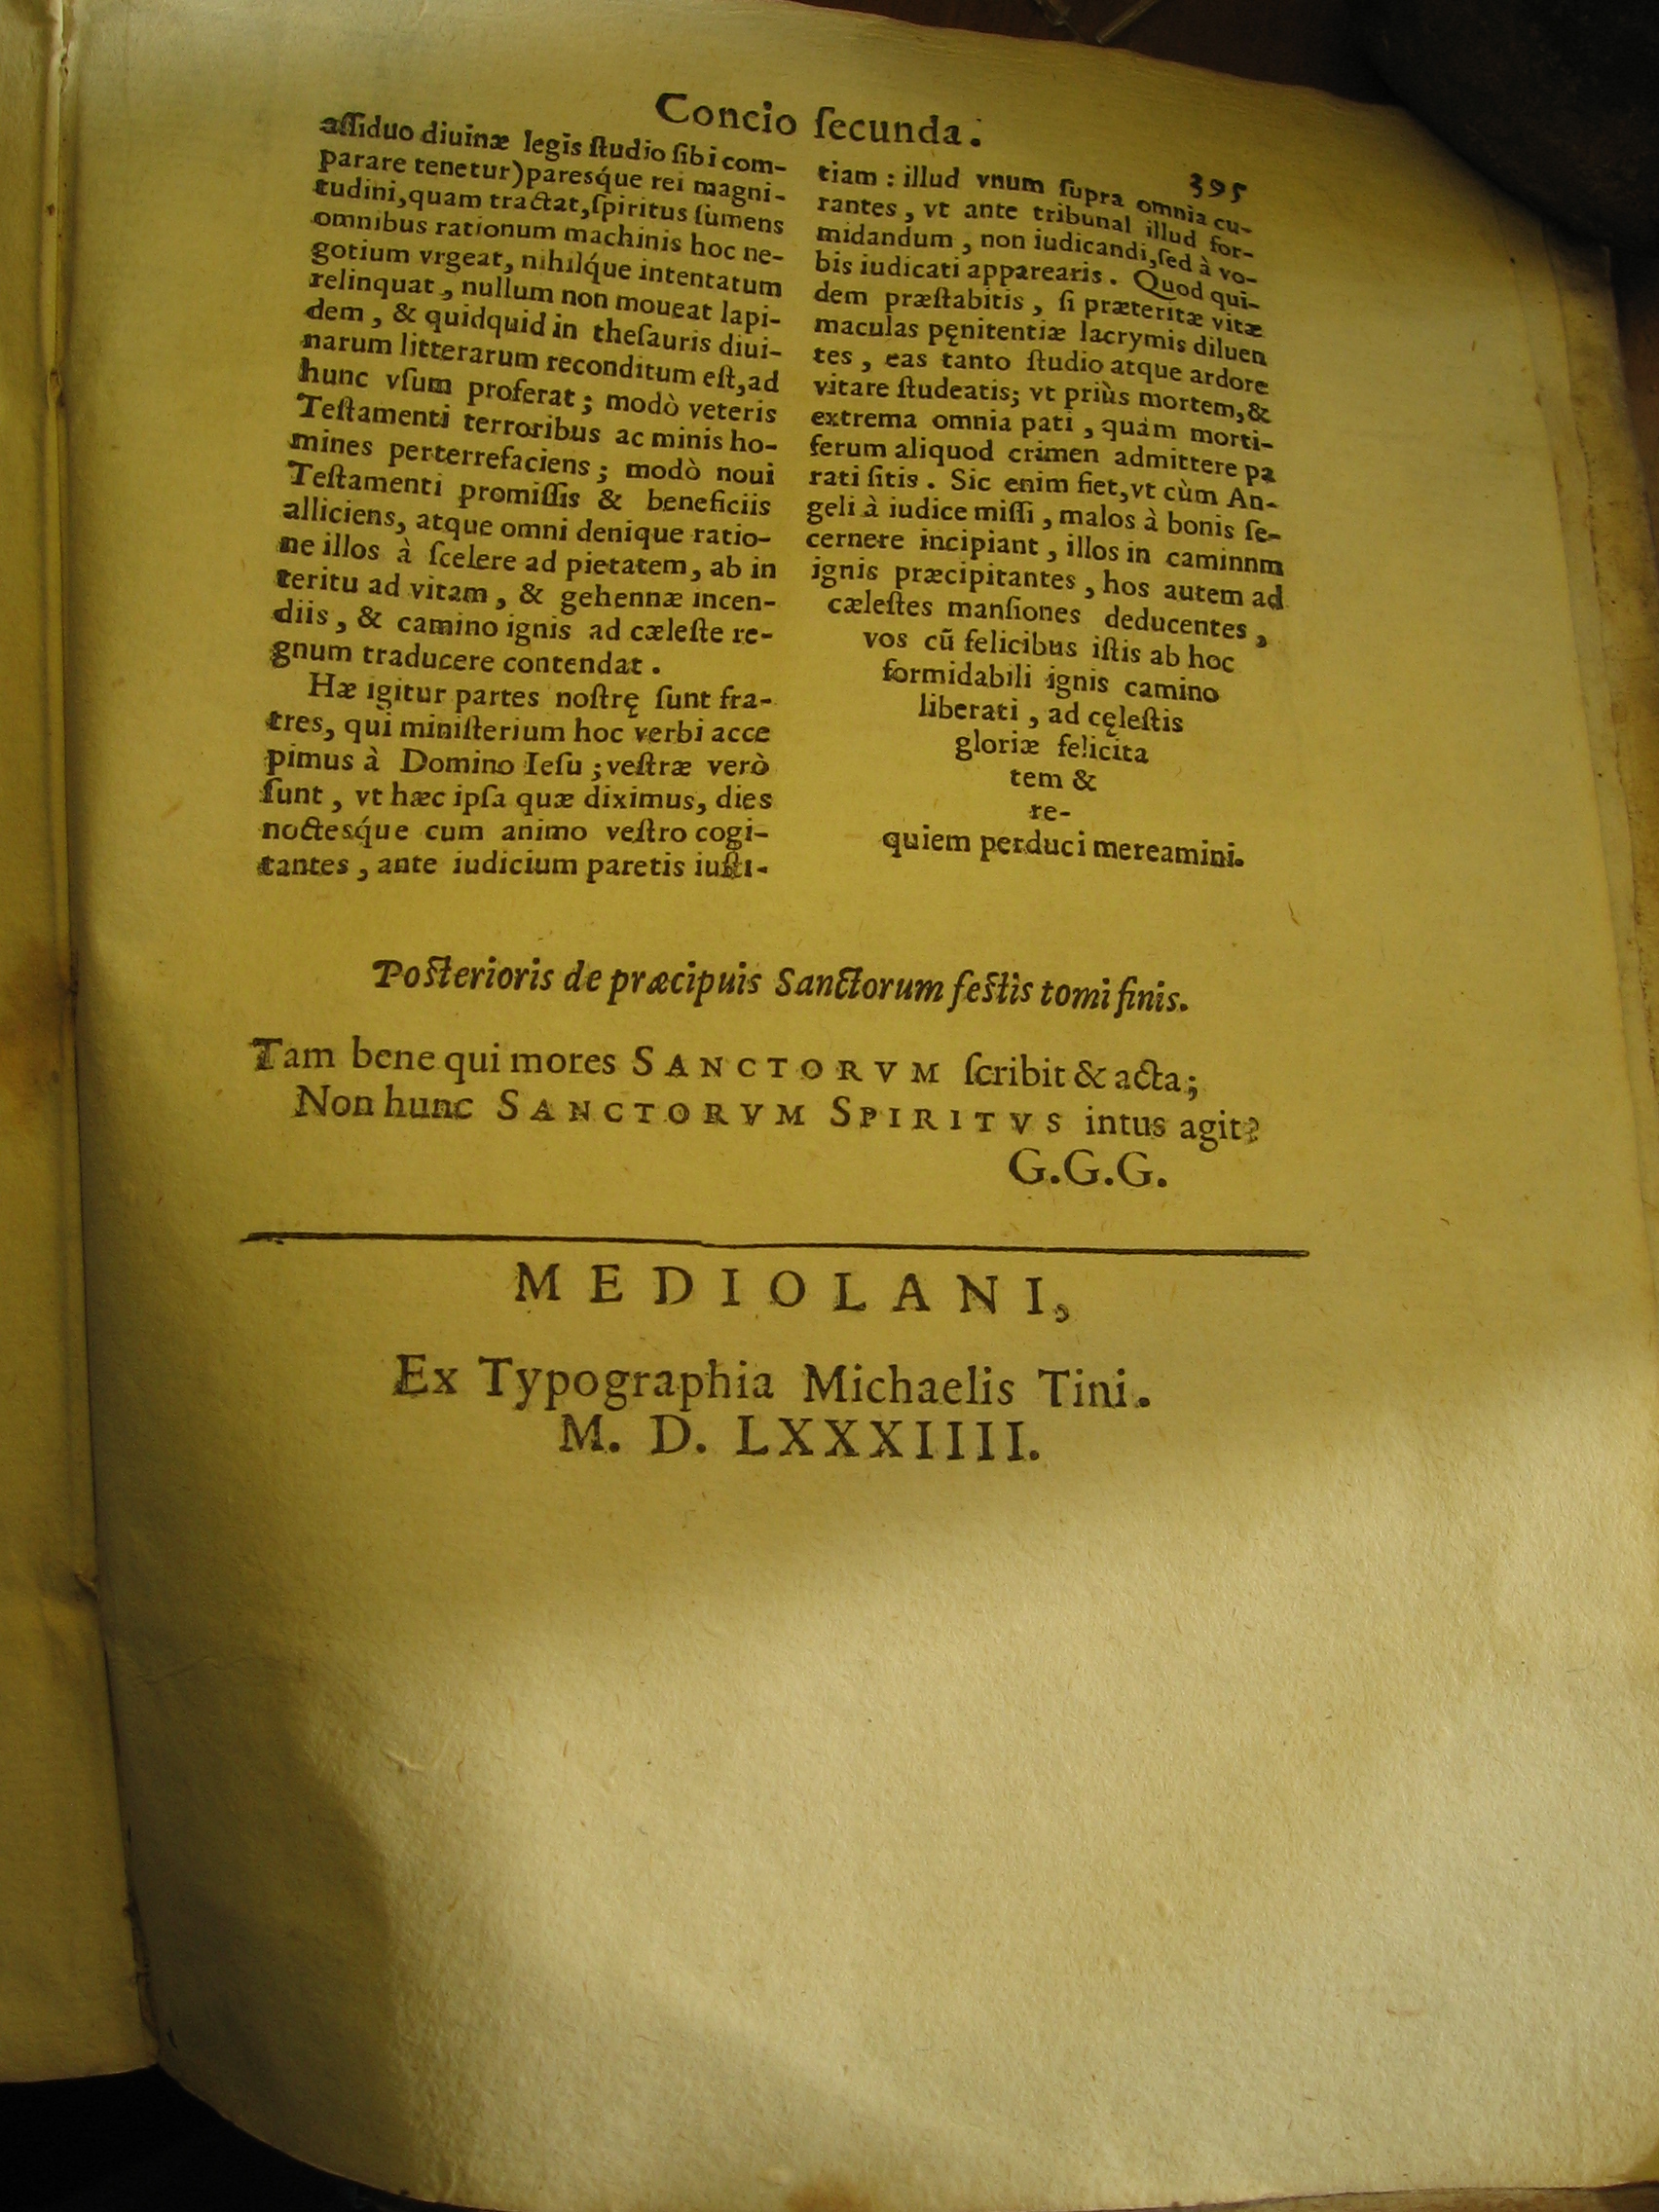 Concio ſecunda.
395
aſſiduo diuinæ legis ſtudio ſibi com-
parare tenetur) paresq́ue rei magni-
tudini, quam tractat, ſpiritus ſumens
omnibus rationum machinis hoc ne-
gotium vrgeat, nihilq́ue intentatum
relinquat, nullum non moueat lapi-
dem, & quidquid in theſauris diui-
narum litterarum reconditum eſt, ad
hunc vſum proferat; modò veteris
Teſtamenti terroribus ac minis ho-
mines perterrefaciens; modò noui
Teſtamenti promiſſis & beneficiis
alliciens, atque omni denique ratio-
ne illos à ſcelere ad pietatem, ab in
teritu ad vitam, & gehennæ incen-
diis, & camino ignis ad cæleſte re-
gnum traducere contendat.
Hæ igitur partes noſtrę ſunt fra-
tres, qui miniſterium hoc verbi acce
pimus à Domino Ieſu; veſtræ verò
ſunt, vt hæc ipſa quæ diximus, dies
noctesq́ue cum animo veſtro cogi-
tantes, ante iudicium paretis iuſti-
tiam: illud vnum ſupra omnia cu-
rantes, vt ante tribunal illud for-
midandum, non iudicandi, ſed à vo-
bis iudicati appareatis. Quod qui-
dem præſtabitis, ſi præteritæ vitæ
maculas pęnitentiæ lacrymis diluen
tes, eas tanto ſtudio atque ardore
vitare ſtudeatis; vt priùs mortem, &
extrema omnia pati, quàm morti-
ferum aliquod crimen admittere pa
rati ſitis. Sic enim fiet, vt cùm An-
geli à iudice miſſi, malos à bonis ſe-
cernere incipiant, illos in caminnm
ignis præcipitantes, hos autem ad
cæleſtes manſiones deducentes,
vos cũ felicibus iſtis ab hoc
formidabili ignis camino
liberati, ad cęleſtis
gloriæ felicita
tem &
re-
quiem perduci mereamini.
Poſterioris de præcipuis Sanctorum feſtis tomi finis.
Tam bene qui mores SANCTORVM ſcribit & acta;
Non hunc SANCTORVM SPIRITVS intus agit?
G.G.G.
MEDIOLANI,
Ex Typographia Michaelis Tini.
M. D. LXXXIIII.